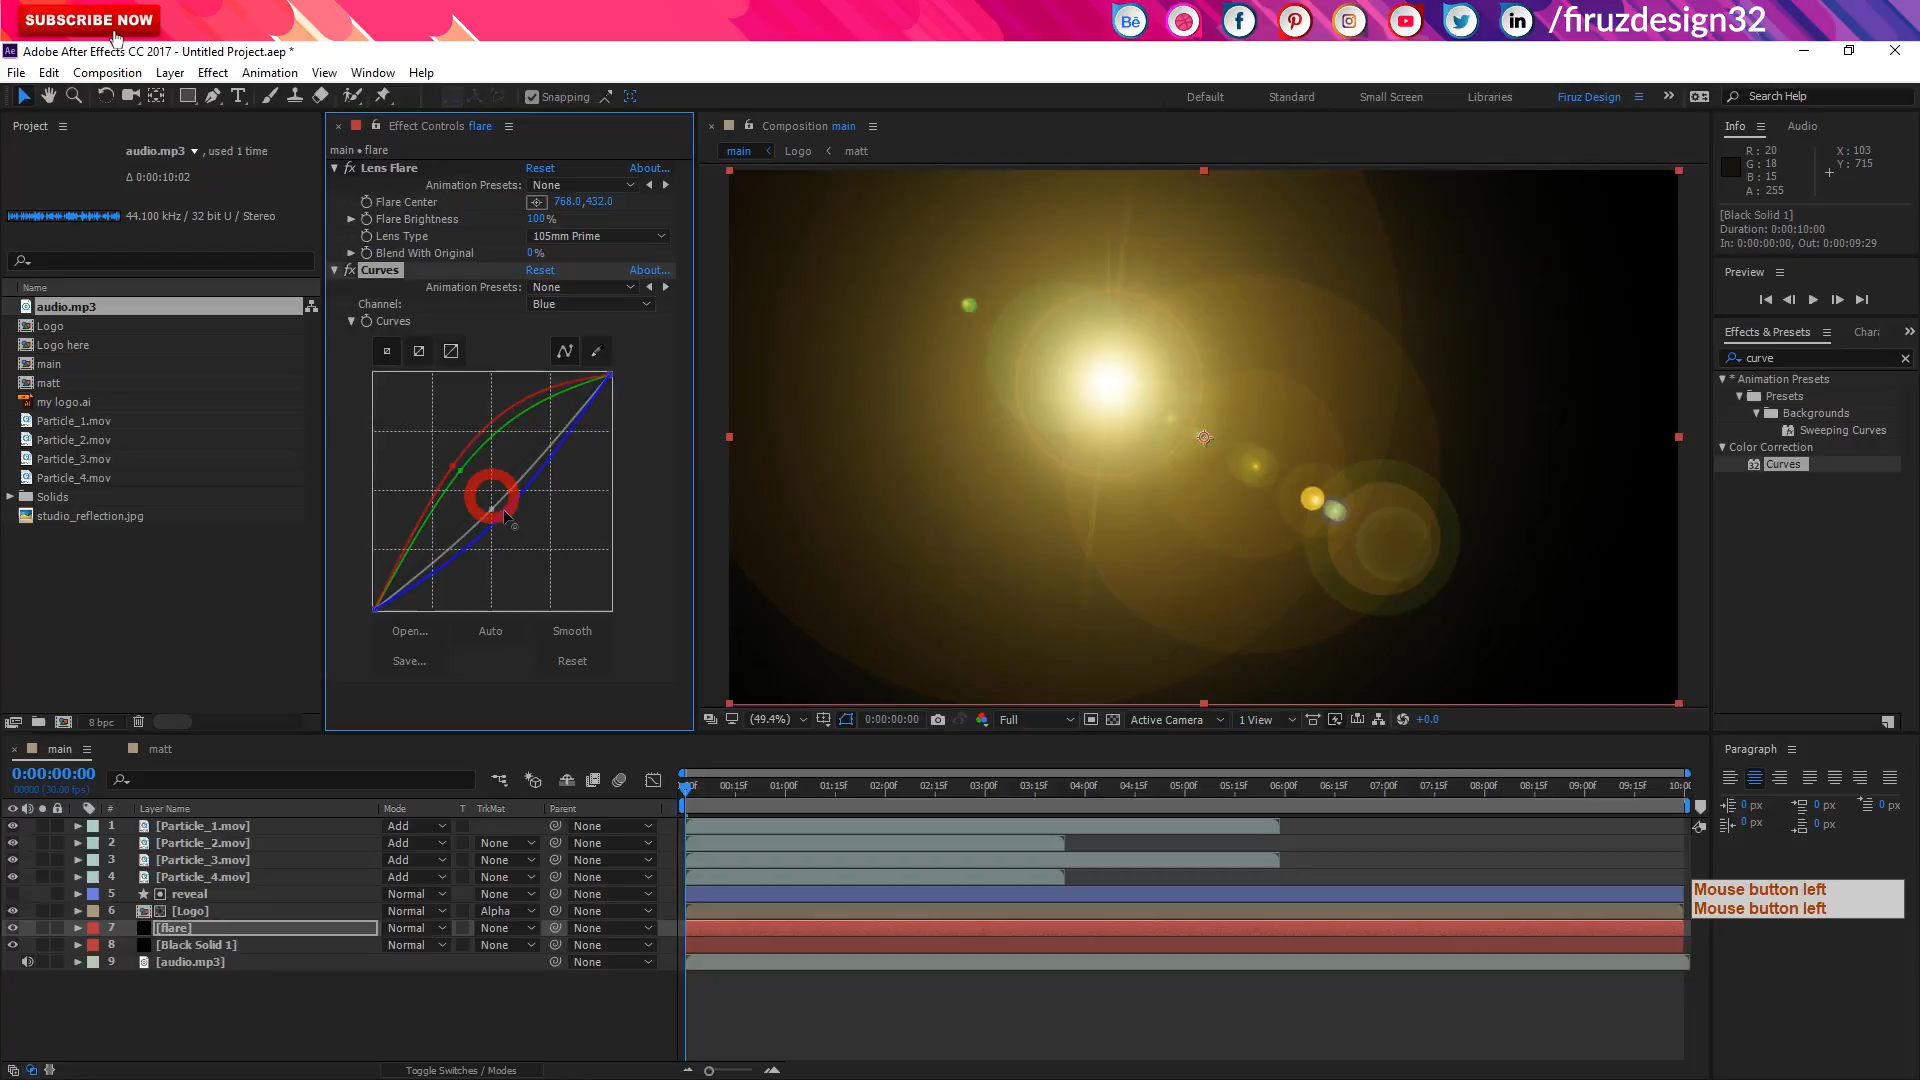 SUBSCRIBE NOW
/firuzdesign32
Adobe After Effects CC 2017 - Untitled Project.aep *
File Edit Composition Layer Effect Animation View Window Help
Snapping Default Standard Small Screen Libraries Firuz Design Search Help
Project
audio.mp3 , used 1 time
Δ 0:00:10:02
44.100 kHz / 32 bit U / Stereo
Name
audio.mp3
Logo
Logo here
main
matt
my logo.ai
Particle_1.mov
Particle_2.mov
Particle_3.mov
Particle_4.mov
Solids
studio_reflection.jpg
8 bpc
Effect Controls flare
main • flare
fx Lens Flare Reset About...
Animation Presets: None
Flare Center 768.0,432.0
Flare Brightness 100%
Lens Type 105mm Prime
Blend With Original 0%
fx Curves Reset About...
Animation Presets: None
Channel: Blue
Curves
Open... Auto Smooth
Save... Reset
Composition main
main Logo matt
(49.4%) 0:00:00:00 Full Active Camera 1 View +0.0
Info Audio
R: 20 X: 103
G: 18 Y: 715
B: 15
A: 255
[Black Solid 1]
Duration: 0:00:10:00
In: 0:00:00:00, Out: 0:00:09:29
Preview
Effects & Presets Chara
curve
* Animation Presets
Presets
Backgrounds
Sweeping Curves
Color Correction
32 Curves
main matt
0:00:00:00
00000 (30.00 fps)
# Layer Name Mode T TrkMat Parent
:00f 00:15f 01:00f 01:15f 02:00f 02:15f 03:00f 03:15f 04:00f 04:15f 05:00f 05:15f 06:00f 06:15f 07:00f 07:15f 08:00f 08:15f 09:00f 09:15f 10:00
1 [Particle_1.mov] Add None
2 [Particle_2.mov] Add None None
3 [Particle_3.mov] Add None None
4 [Particle_4.mov] Add None None
5 reveal Normal None None
6 [Logo] Normal Alpha None
7 [flare] Normal None None
8 [Black Solid 1] Normal None None
9 [audio.mp3] None
Toggle Switches / Modes
Paragraph
0 px 0 px 0 px
0 px 0 px
Mouse button left
Mouse button left